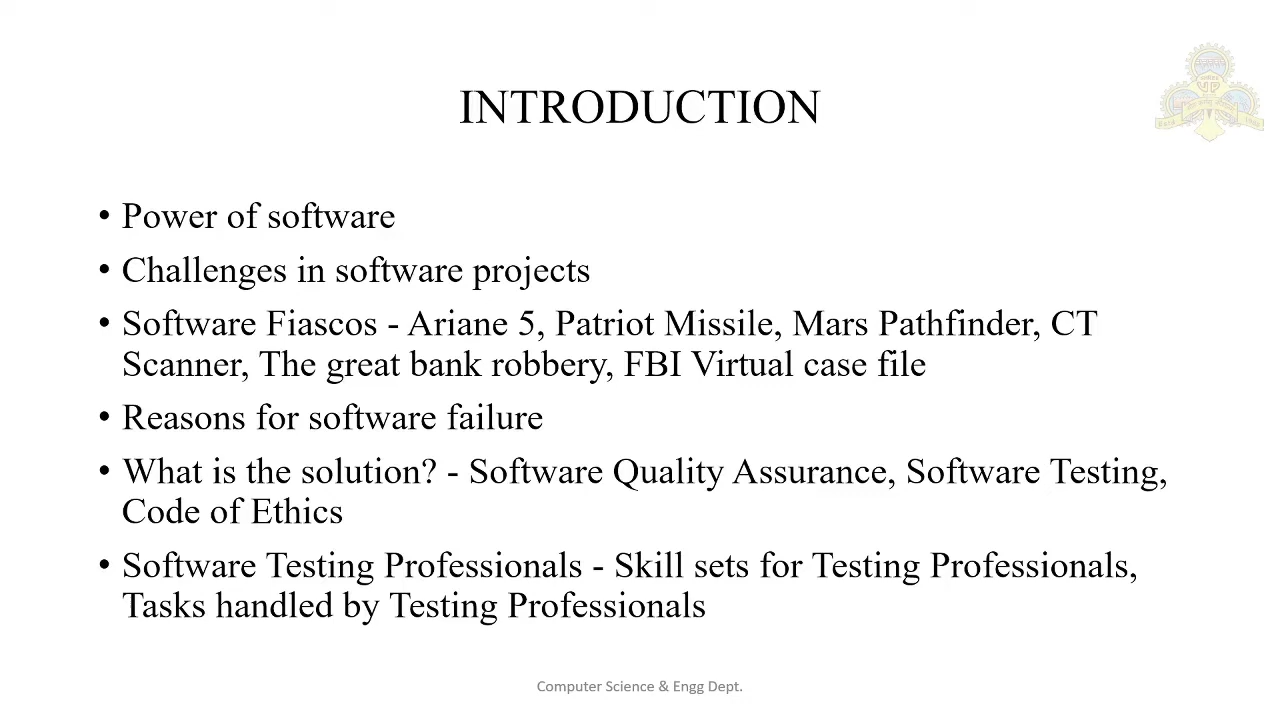 INTRODUCTION
• Power of software
• Challenges in software projects
• Software Fiascos - Ariane 5, Patriot Missile, Mars Pathfinder, CT
Scanner, The great bank robbery, FBI Virtual case file
• Reasons for software failure
• What is the solution? - Software Quality Assurance, Software Testing,
Code of Ethics
• Software Testing Professionals - Skill sets for Testing Professionals,
Tasks handled by Testing Professionals
Computer Science & Engg Dept.